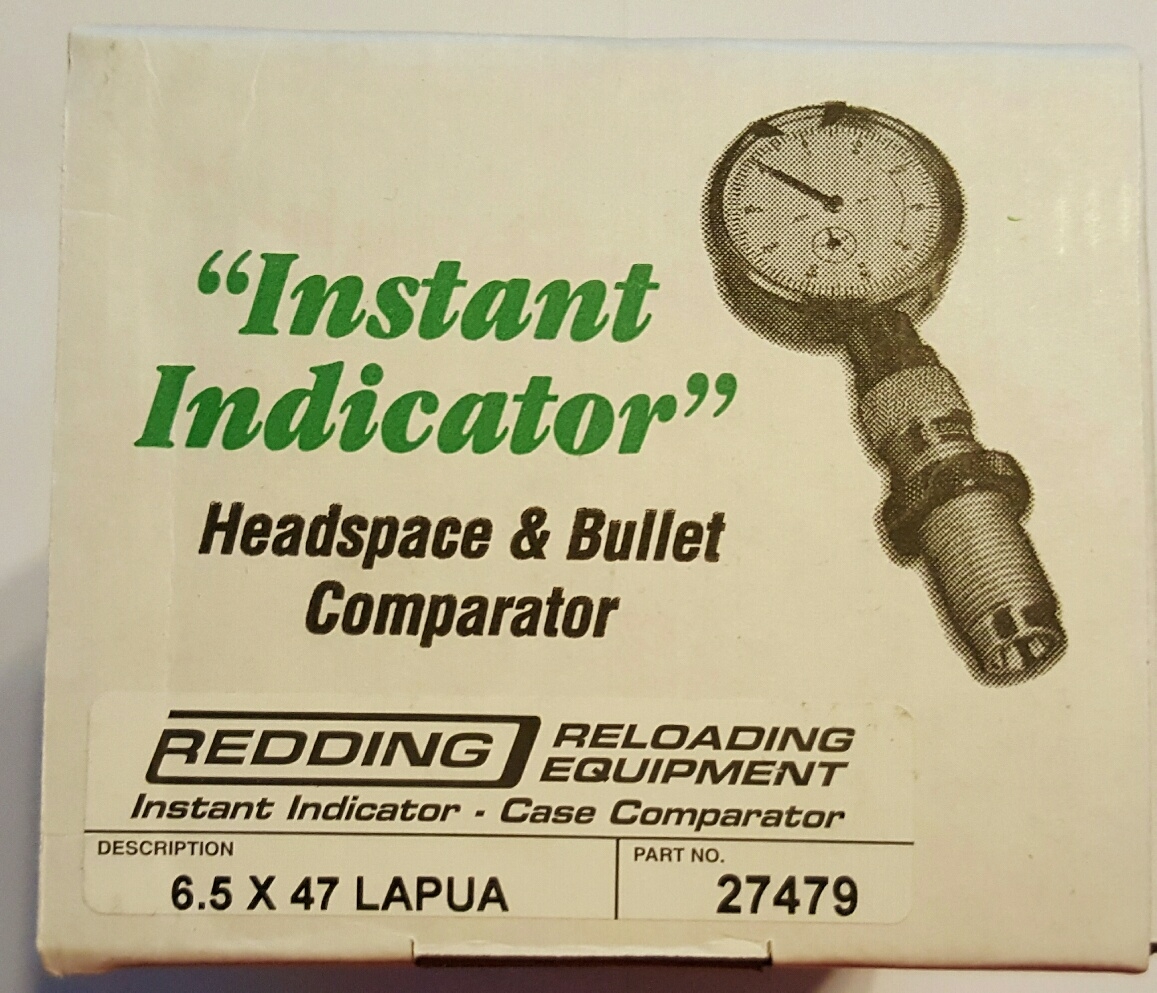 “Instant
Indicator”
Headspace & Bullet
Comparator
REDDING RELOADING
EQUIPMENT
Instant Indicator - Case Comparator
DESCRIPTION
6.5 X 47 LAPUA
PART NO.
27479